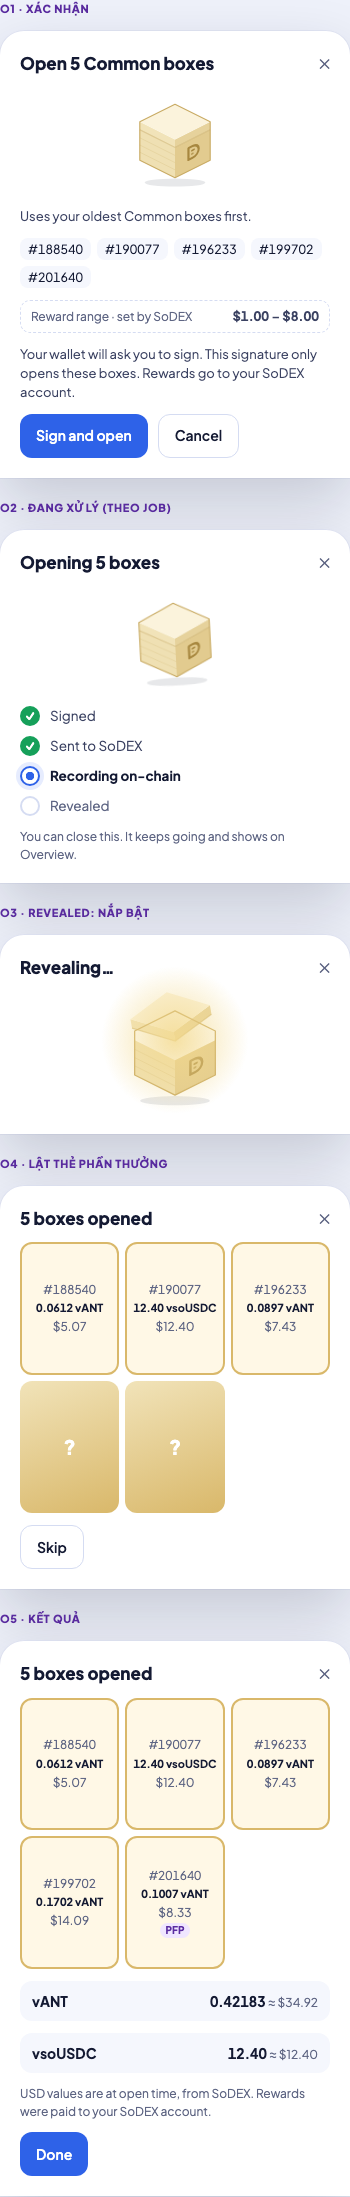 O1 · XÁC NHẬN
Open 5 Common boxes
Uses your oldest Common boxes first.
#188540 #190077 #196233 #199702
#201640
Reward range · set by SoDEX $1.00 – $8.00
Your wallet will ask you to sign. This signature only
opens these boxes. Rewards go to your SoDEX
account.
Sign and open Cancel
O2 · ĐANG XỬ LÝ (THEO JOB)
Opening 5 boxes
Signed
Sent to SoDEX
Recording on-chain
Revealed
You can close this. It keeps going and shows on
Overview.
O3 · REVEALED: NẮP BẬT
Revealing…
O4 · LẬT THẺ PHẦN THƯỞNG
5 boxes opened
#188540 #190077 #196233
0.0612 vANT 12.40 vsoUSDC 0.0897 vANT
$5.07 $12.40 $7.43
? ?
Skip
O5 · KẾT QUẢ
5 boxes opened
#188540 #190077 #196233
0.0612 vANT 12.40 vsoUSDC 0.0897 vANT
$5.07 $12.40 $7.43
#199702 #201640
0.1702 vANT 0.1007 vANT
$14.09 $8.33
PFP
vANT 0.42183 ≈ $34.92
vsoUSDC 12.40 ≈ $12.40
USD values are at open time, from SoDEX. Rewards
were paid to your SoDEX account.
Done